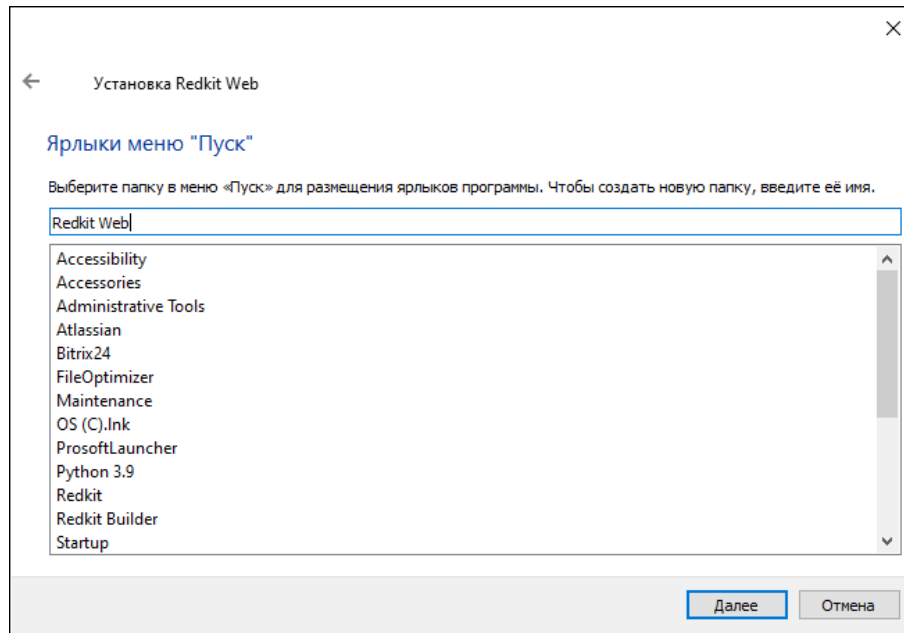 Установка Redkit Web
Ярлыки меню "Пуск"
Выберите папку в меню «Пуск» для размещения ярлыков программы. Чтобы создать новую папку, введите её имя.
Redkit Web
Accessibility
Accessories
Administrative Tools
Atlassian
Bitrix24
FileOptimizer
Maintenance
OS (C).lnk
ProsoftLauncher
Python 3.9
Redkit
Redkit Builder
Startup
Далее
Отмена